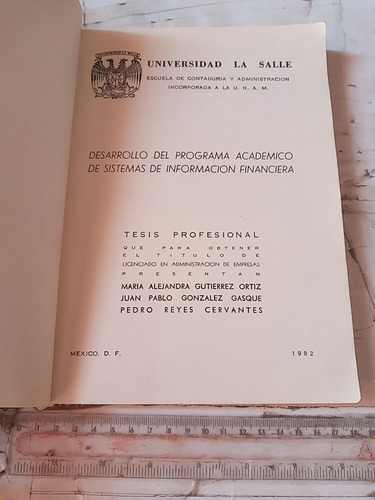 UNIVERSIDAD LA SALLE
ESCUELA DE CONTADURIA Y ADMINISTRACION
INCORPORADA A LA U. N. A. M.
DESARROLLO DEL PROGRAMA ACADEMICO
DE SISTEMAS DE INFORMACION FINANCIERA
TESIS PROFESIONAL
QUE PARA OBTENER
EL TITULO DE
LICENCIADO EN ADMINISTRACION DE EMPRESAS
PRESENTAN
MARIA ALEJANDRA GUTIERREZ ORTIZ
JUAN PABLO GONZALEZ GASQUE
PEDRO REYES CERVANTES
MEXICO, D. F. 1982